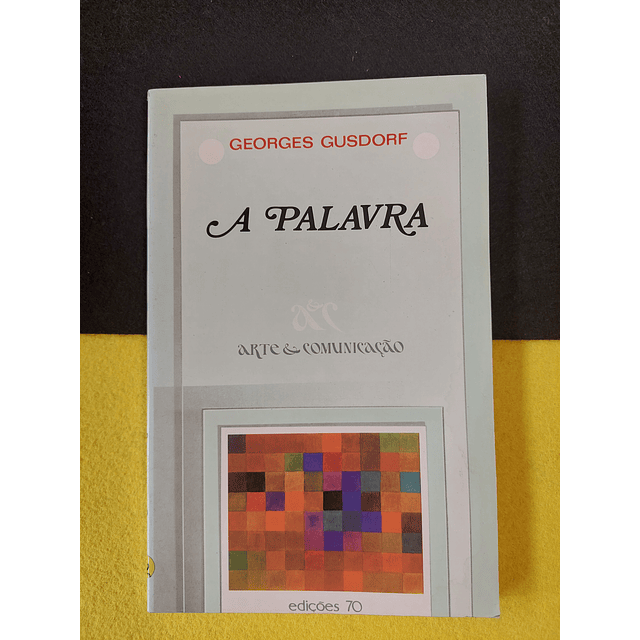 GEORGES GUSDORF
A PALAVRA
a&c
ARTE & COMUNICAÇÃO
edições 70